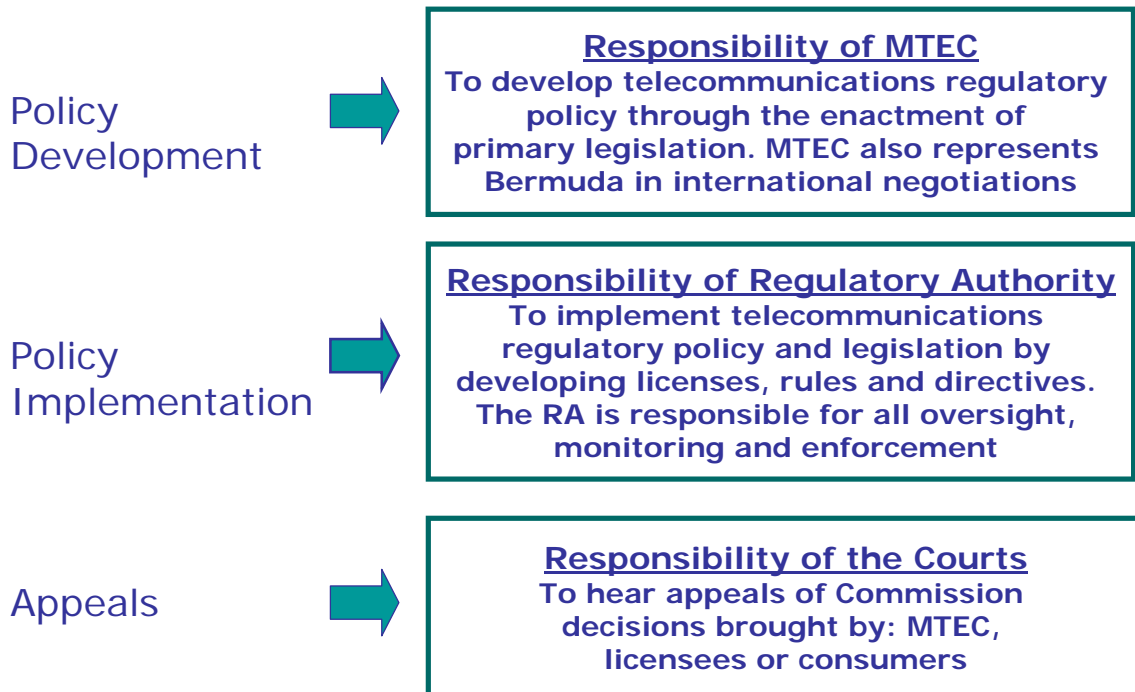 Policy
Development
Responsibility of MTEC
To develop telecommunications regulatory
policy through the enactment of
primary legislation. MTEC also represents
Bermuda in international negotiations
Policy
Implementation
Responsibility of Regulatory Authority
To implement telecommunications
regulatory policy and legislation by
developing licenses, rules and directives.
The RA is responsible for all oversight,
monitoring and enforcement
Appeals
Responsibility of the Courts
To hear appeals of Commission
decisions brought by: MTEC,
licensees or consumers